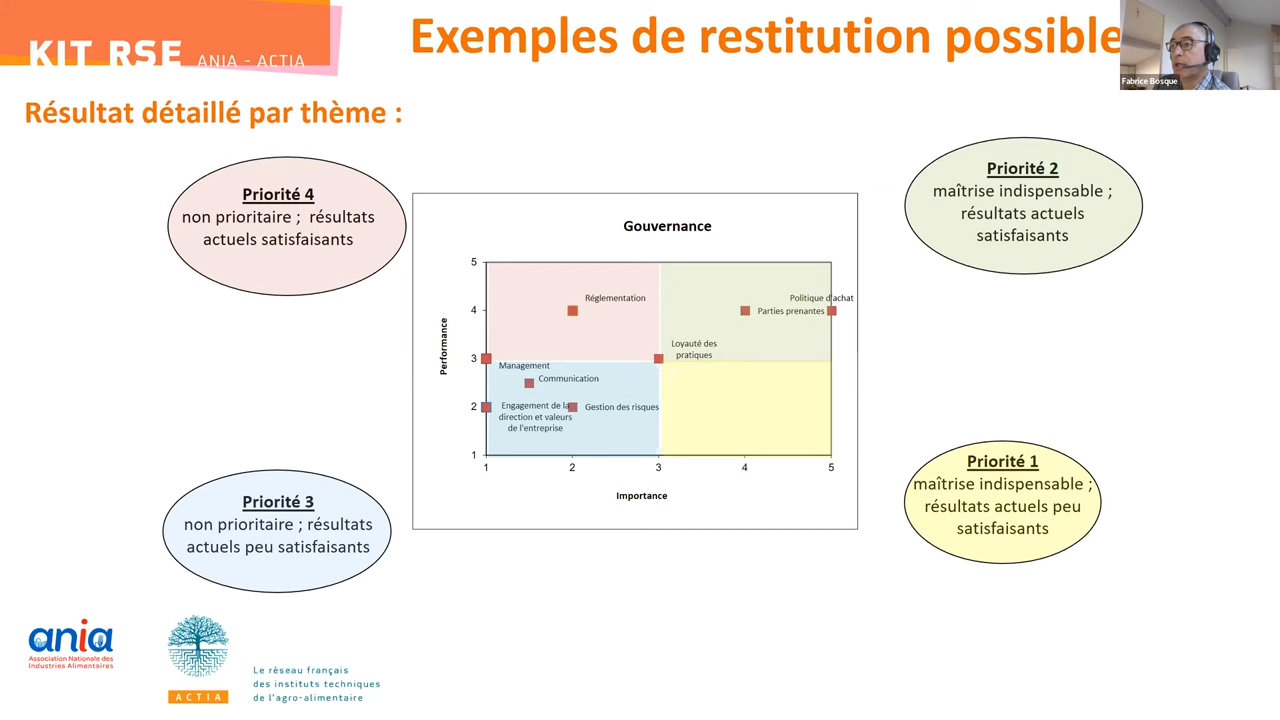 KIT RSE ANIA - ACTIA
Exemples de restitution possible
Fabrice Bosque
Résultat détaillé par thème :
Priorité 4
non prioritaire ; résultats
actuels satisfaisants
Priorité 2
maîtrise indispensable ;
résultats actuels
satisfaisants
Gouvernance
Performance
5
4
3
2
1
Réglementation
Politique d'achat
Parties prenantes
Loyauté des
pratiques
Management
Communication
Engagement de la
direction et valeurs
de l'entreprise
Gestion des risques
1
2
3
4
5
Importance
Priorité 3
non prioritaire ; résultats
actuels peu satisfaisants
Priorité 1
maîtrise indispensable ;
résultats actuels peu
satisfaisants
ania
Association Nationale des
Industries Alimentaires
ACTIA
Le réseau français
des instituts techniques
de l'agro-alimentaire